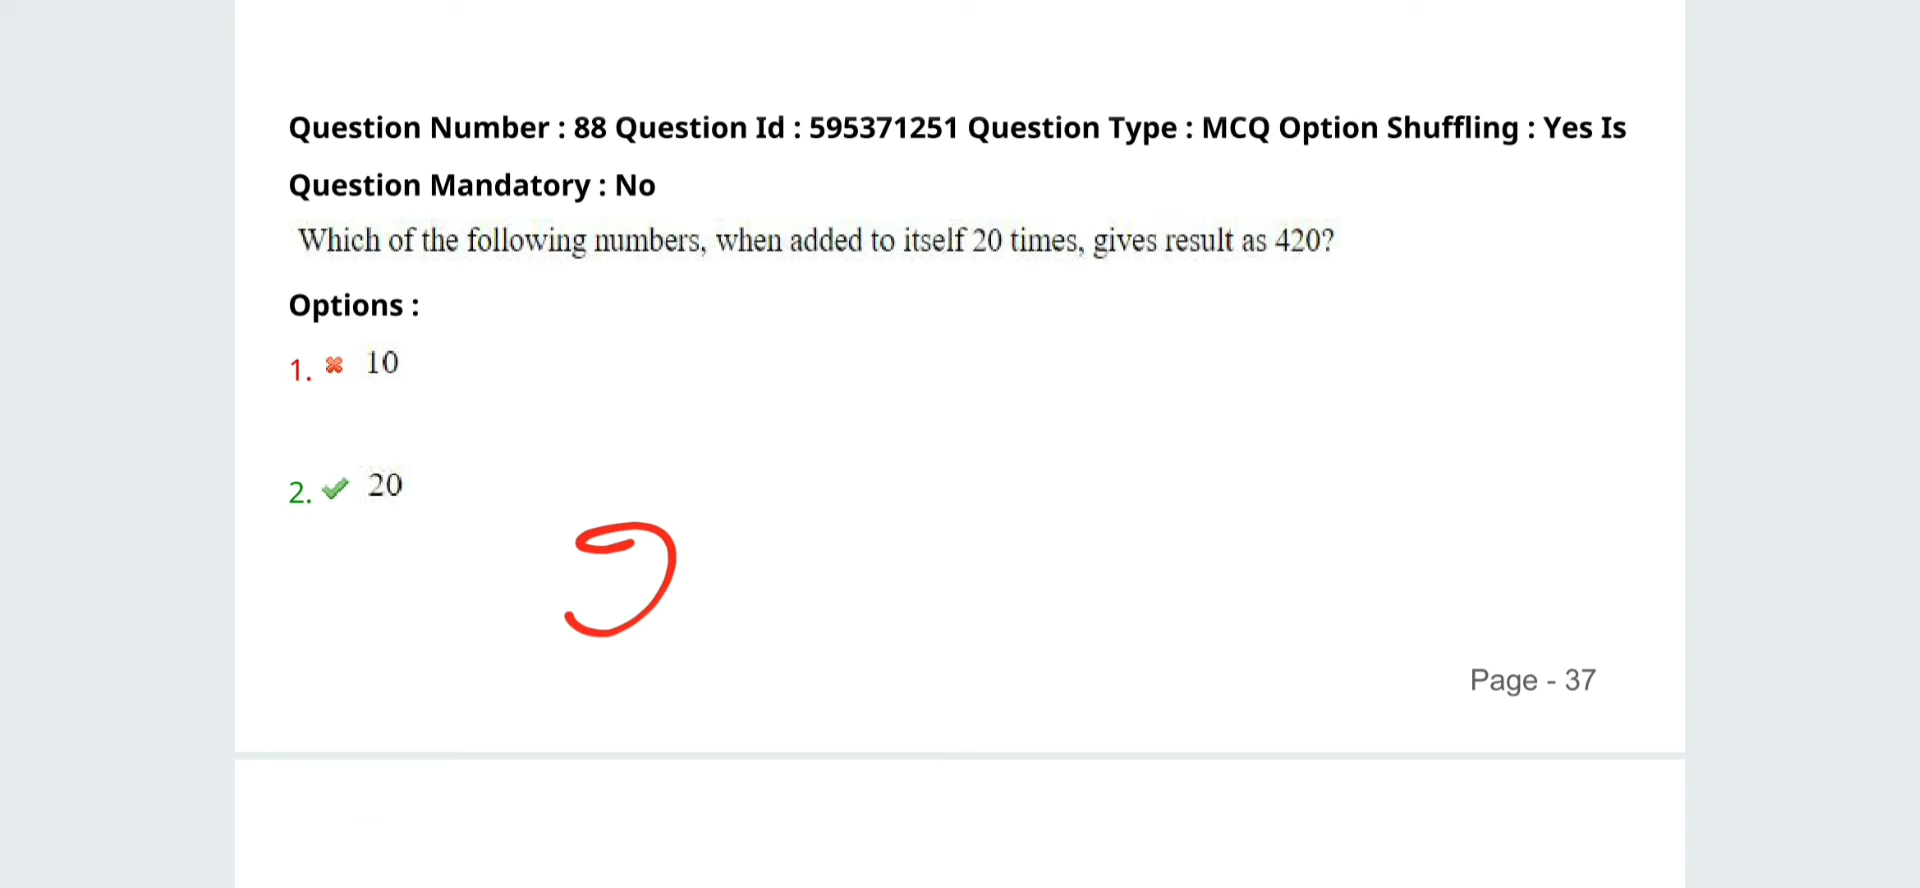 Question Number : 88 Question Id : 595371251 Question Type : MCQ Option Shuffling : Yes Is
Question Mandatory : No
Which of the following numbers, when added to itself 20 times, gives result as 420?
Options :
1. 10
2. 20
Page - 37